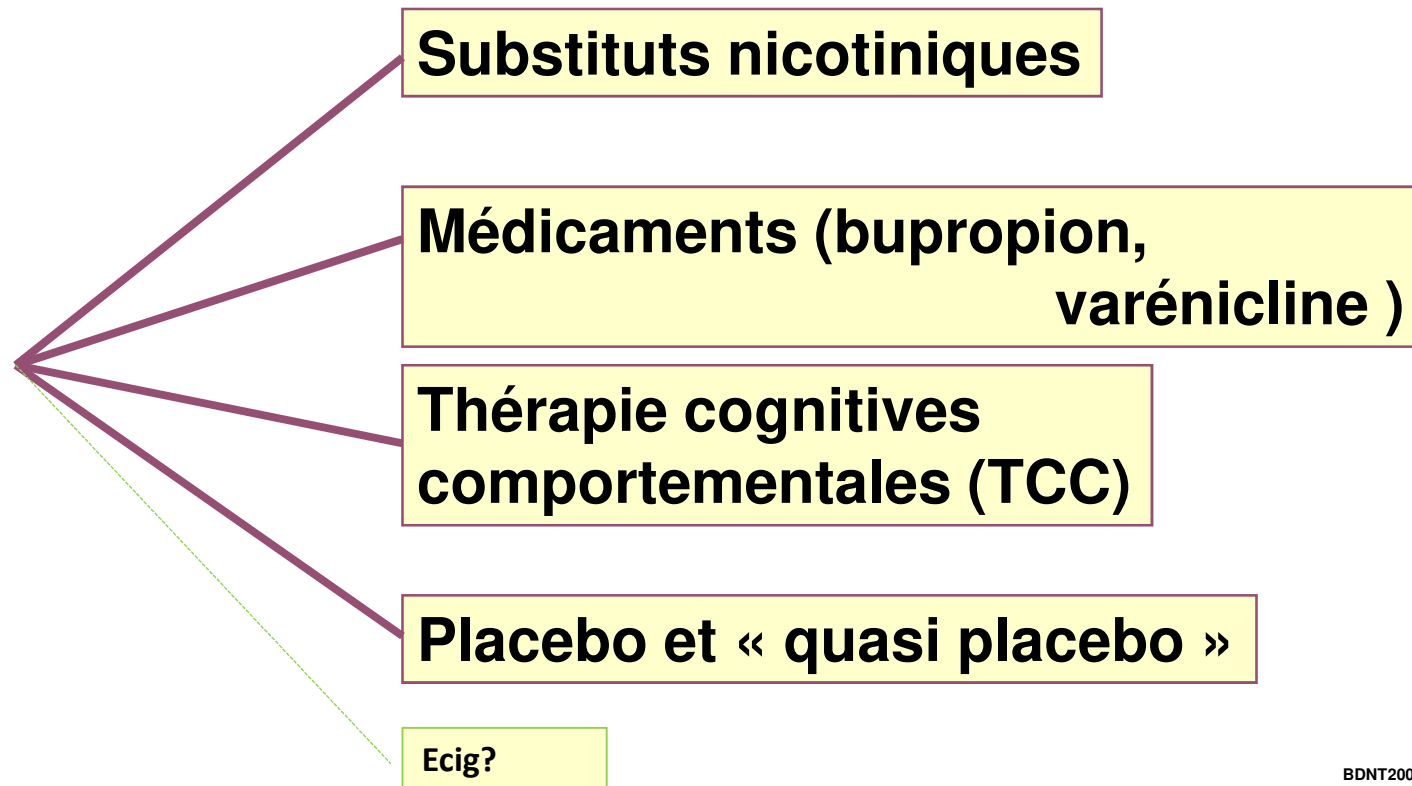 Substituts nicotiniques
Médicaments (bupropion,
varénicline )
Thérapie cognitives
comportementales (TCC)
Placebo et « quasi placebo »
Ecig?
BDNT200